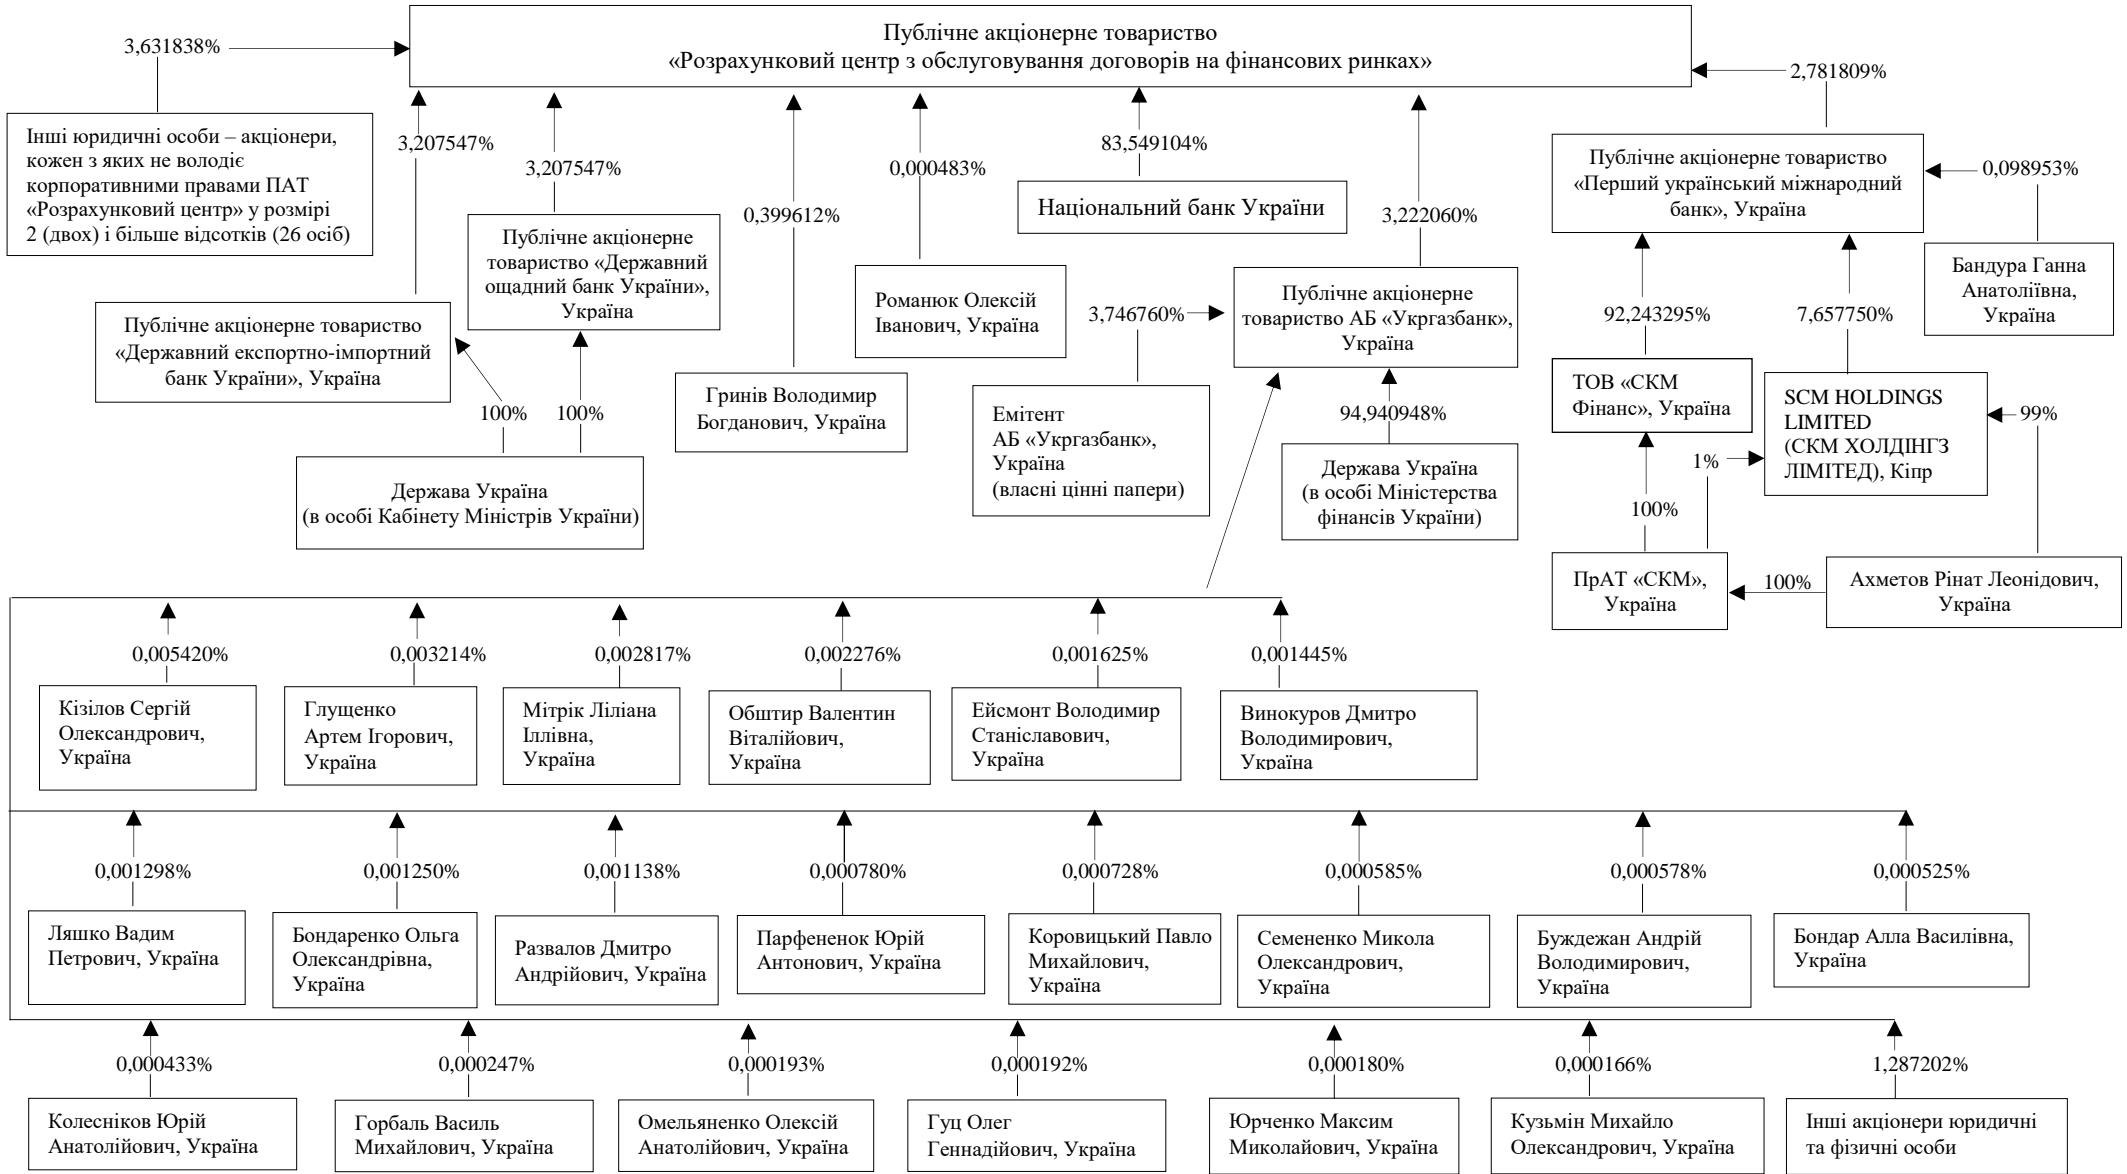 Публічне акціонерне товариство
«Розрахунковий центр з обслуговування договорів на фінансових ринках»
3,631838%
Інші юридичні особи – акціонери,
кожен з яких не володіє
корпоративними правами ПАТ
«Розрахунковий центр» у розмірі
2 (двох) і більше відсотків (26 осіб)
3,207547%
Публічне акціонерне товариство
«Державний експортно-імпортний
банк України», Україна
3,207547%
Публічне акціонерне
товариство «Державний
ощадний банк України»,
Україна
100%
100%
Держава Україна
(в особі Кабінету Міністрів України)
0,399612%
Гринів Володимир
Богданович, Україна
0,000483%
Романюк Олексій
Іванович, Україна
83,549104%
Національний банк України
3,222060%
Публічне акціонерне
товариство АБ «Укргазбанк»,
Україна
3,746760%
Емітент
АБ «Укргазбанк»,
Україна
(власні цінні папери)
94,940948%
Держава Україна
(в особі Міністерства
фінансів України)
2,781809%
Публічне акціонерне товариство
«Перший український міжнародний
банк», Україна
0,098953%
Бандура Ганна
Анатоліївна,
Україна
92,243295%
ТОВ «СКМ
Фінанс», Україна
7,657750%
SCM HOLDINGS
LIMITED
(СКМ ХОЛДІНГЗ
ЛІМІТЕД), Кіпр
99%
1%
100%
ПрАТ «СКМ»,
Україна
100%
Ахметов Рінат Леонідович,
Україна
0,005420%
0,003214%
0,002817%
0,002276%
0,001625%
0,001445%
Кізілов Сергій
Олександрович,
Україна
Глущенко
Артем Ігорович,
Україна
Мітрік Ліліана
Іллівна,
Україна
Обштир Валентин
Віталійович,
Україна
Ейсмонт Володимир
Станіславович,
Україна
Винокуров Дмитро
Володимирович,
Україна
0,001298%
0,001250%
0,001138%
0,000780%
0,000728%
0,000585%
0,000578%
0,000525%
Ляшко Вадим
Петрович, Україна
Бондаренко Ольга
Олександрівна,
Україна
Развалов Дмитро
Андрійович, Україна
Парфененок Юрій
Антонович, Україна
Коровицький Павло
Михайлович,
Україна
Семененко Микола
Олександрович,
Україна
Буждежан Андрій
Володимирович,
Україна
Бондар Алла Василівна,
Україна
0,000433%
0,000247%
0,000193%
0,000192%
0,000180%
0,000166%
1,287202%
Колесніков Юрій
Анатолійович, Україна
Горбаль Василь
Михайлович, Україна
Омельяненко Олексій
Анатолійович, Україна
Гуц Олег
Геннадійович, Україна
Юрченко Максим
Миколайович, Україна
Кузьмін Михайло
Олександрович, Україна
Інші акціонери юридичні
та фізичні особи